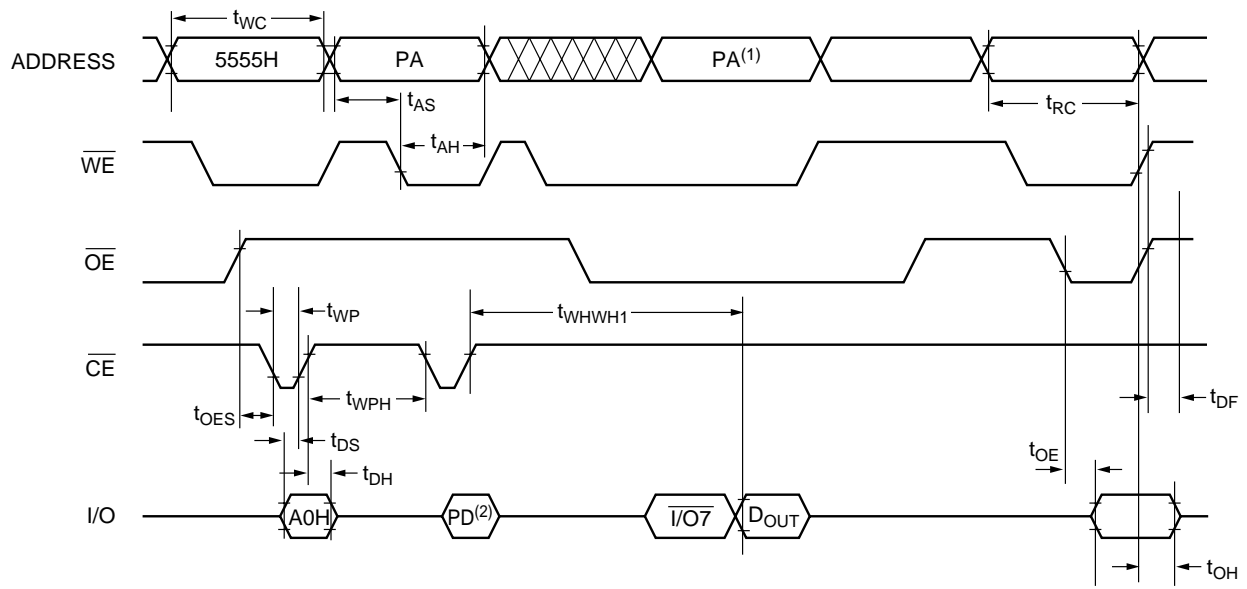 tWC
ADDRESS 5555H PA PA(1)
tAS tRC
tAH
WE
OE
tWP tWHWH1
CE
tWPH tDF
tOES
tDS tOE
tDH
I/O A0H PD(2) I/O7 DOUT
tOH